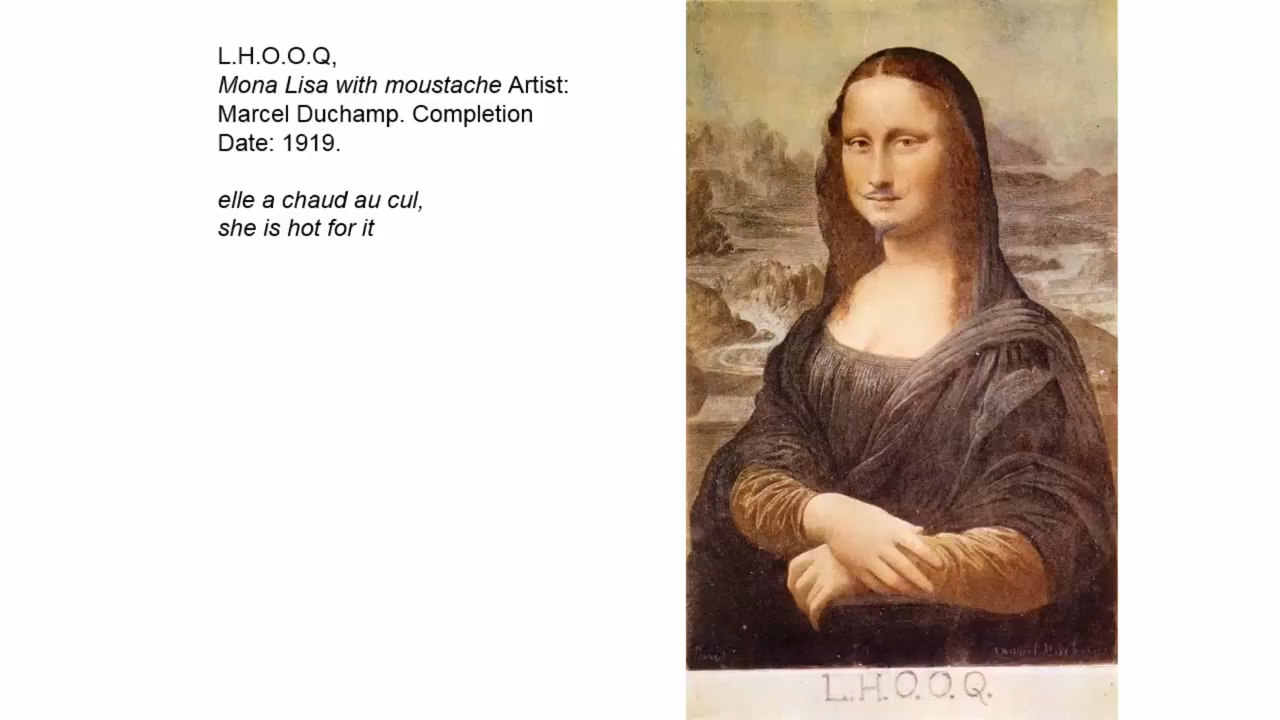 L.H.O.O.Q,
Mona Lisa with moustache Artist:
Marcel Duchamp. Completion
Date: 1919.
elle a chaud au cul,
she is hot for it
L.H.O.O.Q.